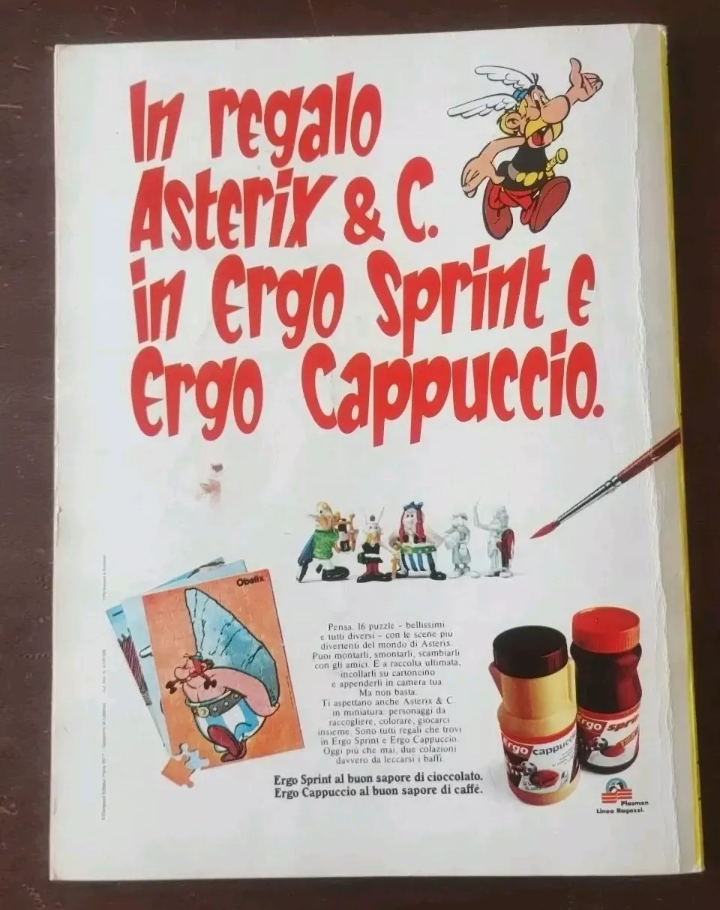 In regalo
Asterix & C.
in Ergo Sprint e
Ergo Cappuccio.
Obelix
Pensa. 16 puzzle - bellissimi
e tutti diversi - con le scene più
divertenti del mondo di Asterix.
Puoi montarli, smontarli, scambiarli
con gli amici. E a raccolta ultimata,
incollarli su cartoncino
e appenderli in camera tua.
Ma non basta.
Ti aspettano anche Asterix & C.
in miniatura: personaggi da
raccogliere, colorare, giocarci
insieme. Sono tutti regali che trovi
in Ergo Sprint e Ergo Cappuccio.
Oggi più che mai, due colazioni
davvero da leccarsi i baffi.
Ergo Sprint al buon sapore di cioccolato.
Ergo Cappuccio al buon sapore di caffé.
Ergo cappuccio
Ergo sprint
Plasmon
Linea Ragazzi.